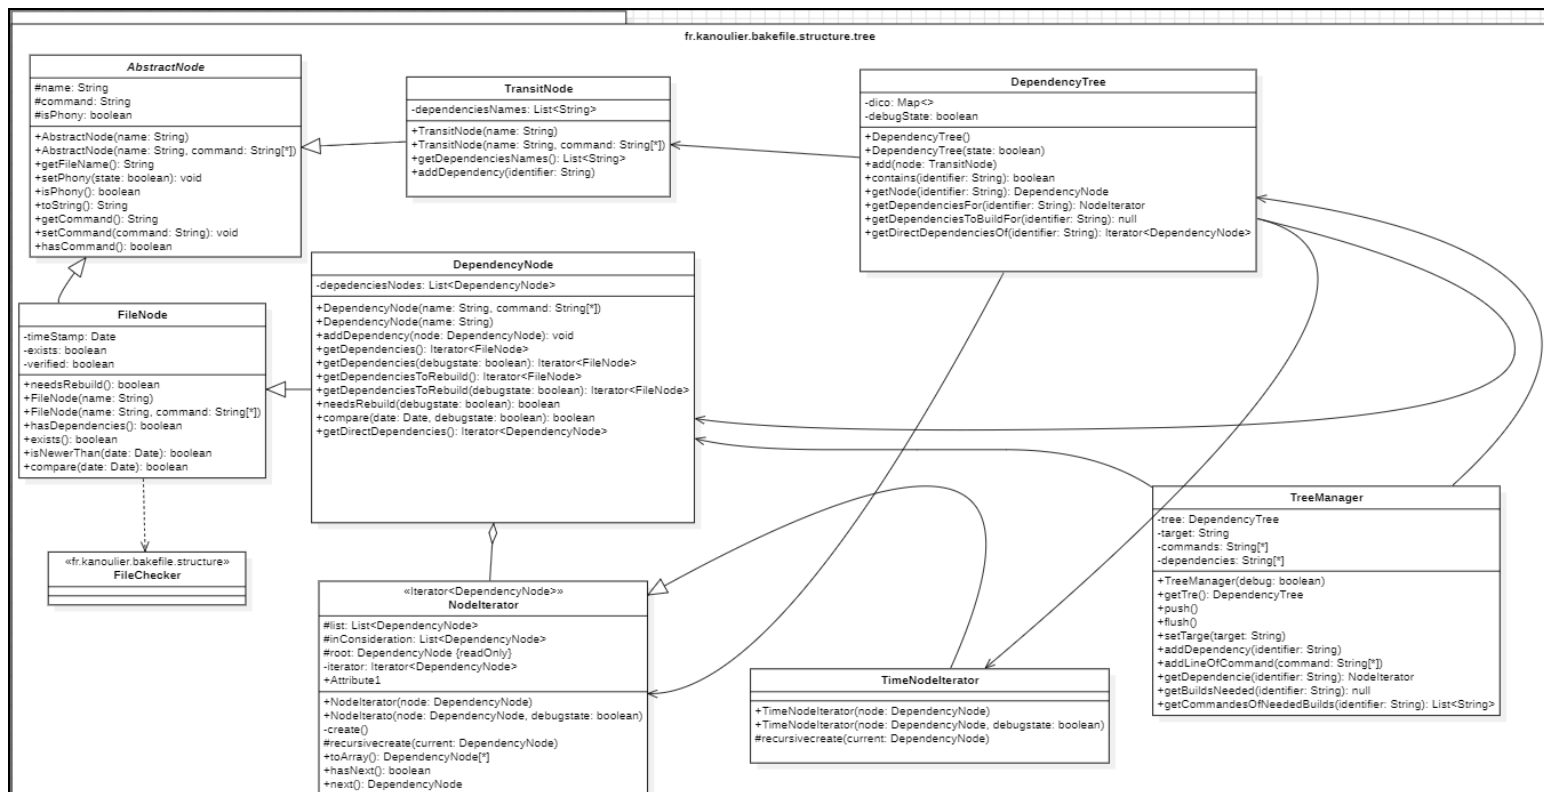 fr.kanoulier.bakefile.structure.tree
AbstractNode
#name: String
#command: String
#isPhony: boolean
+AbstractNode(name: String)
+AbstractNode(name: String, command: String[*])
+getFileName(): String
+setPhony(state: boolean): void
+isPhony(): boolean
+toString(): String
+getCommand(): String
+setCommand(command: String): void
+hasCommand(): boolean
TransitNode
-dependenciesNames: List<String>
+TransitNode(name: String)
+TransitNode(name: String, command: String[*])
+getDependenciesNames(): List<String>
+addDependency(identifier: String)
DependencyTree
-dico: Map<>
-debugState: boolean
+DependencyTree()
+DependencyTree(state: boolean)
+add(node: TransitNode)
+contains(identifier: String): boolean
+getNode(identifier: String): DependencyNode
+getDependenciesFor(identifier: String): NodeIterator
+getDependenciesToBuildFor(identifier: String): null
+getDirectDependenciesOf(identifier: String): Iterator<DependencyNode>
FileNode
-timeStamp: Date
-exists: boolean
-verified: boolean
+needsRebuild(): boolean
+FileNode(name: String)
+FileNode(name: String, command: String[*])
+hasDependencies(): boolean
+exists(): boolean
+isNewerThan(date: Date): boolean
+compare(date: Date): boolean
DependencyNode
-depedenciesNodes: List<DependencyNode>
+DependencyNode(name: String, command: String[*])
+DependencyNode(name: String)
+addDependency(node: DependencyNode): void
+getDependencies(): Iterator<FileNode>
+getDependencies(debugstate: boolean): Iterator<FileNode>
+getDependenciesToRebuild(): Iterator<FileNode>
+getDependenciesToRebuild(debugstate: boolean): Iterator<FileNode>
+needsRebuild(debugstate: boolean): boolean
+compare(date: Date, debugstate: boolean): boolean
+getDirectDependencies(): Iterator<DependencyNode>
«fr.kanoulier.bakefile.structure»
FileChecker
«Iterator<DependencyNode>»
NodeIterator
#list: List<DependencyNode>
#inConsideration: List<DependencyNode>
#root: DependencyNode {readOnly}
-iterator: Iterator<DependencyNode>
+Attribute1
+NodeIterator(node: DependencyNode)
+NodeIterato(node: DependencyNode, debugstate: boolean)
-create()
#recursivecreate(current: DependencyNode)
+toArray(): DependencyNode[*]
+hasNext(): boolean
+next(): DependencyNode
TimeNodeIterator
+TimeNodeIterator(node: DependencyNode)
+TimeNodeIterator(node: DependencyNode, debugstate: boolean)
#recursivecreate(current: DependencyNode)
TreeManager
-tree: DependencyTree
-target: String
-commands: String[*]
-dependencies: String[*]
+TreeManager(debug: boolean)
+getTre(): DependencyTree
+push()
+flush()
+setTarge(target: String)
+addDependency(identifier: String)
+addLineOfCommand(command: String[*])
+getDependencie(identifier: String): NodeIterator
+getBuildsNeeded(identifier: String): null
+getCommandesOfNeededBuilds(identifier: String): List<String>